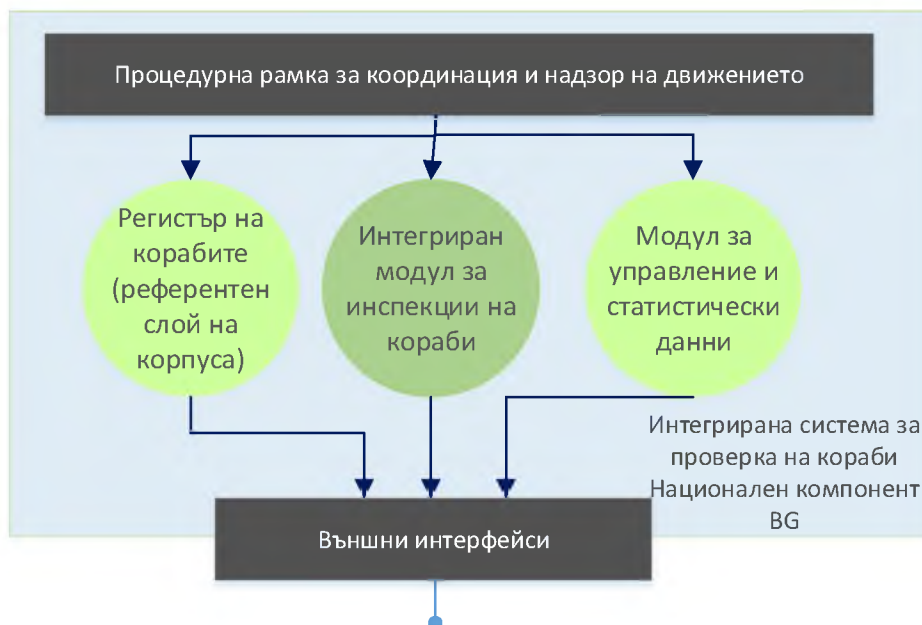 Процедурна рамка за координация и надзор на движението
Регистър на
корабите
(референтен
слой на
корпуса)
Интегриран
модул за
инспекции на
кораби
Модул за
управление и
статистически
данни
Интегрирана система за
проверка на кораби
Национален компонент
BG
Външни интерфейси